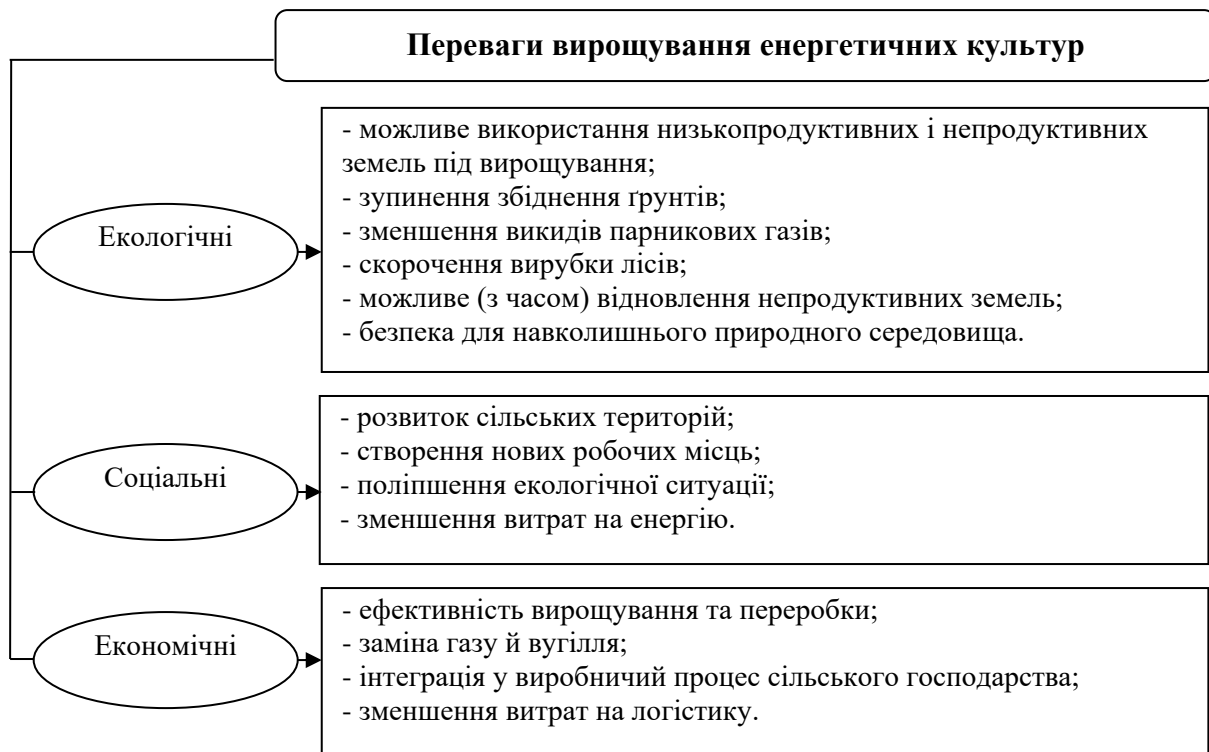 Переваги вирощування енергетичних культур
Екологічні
- можливе використання низькопродуктивних і непродуктивних
земель під вирощування;
- зупинення збіднення ґрунтів;
- зменшення викидів парникових газів;
- скорочення вирубки лісів;
- можливе (з часом) відновлення непродуктивних земель;
- безпека для навколишнього природного середовища.
Соціальні
- розвиток сільських територій;
- створення нових робочих місць;
- поліпшення екологічної ситуації;
- зменшення витрат на енергію.
Економічні
- ефективність вирощування та переробки;
- заміна газу й вугілля;
- інтеграція у виробничий процес сільського господарства;
- зменшення витрат на логістику.